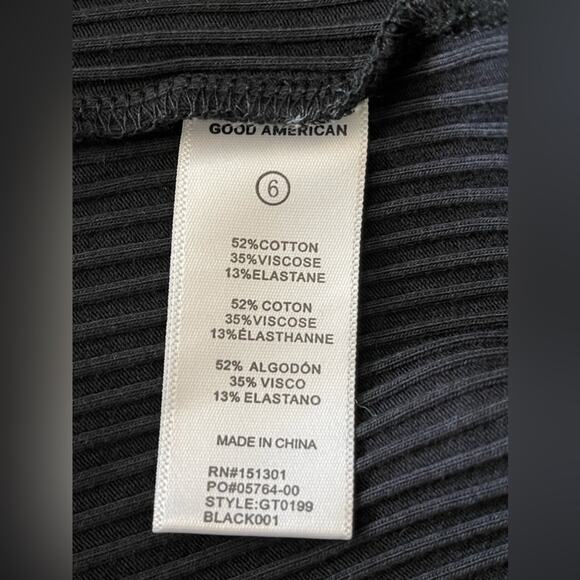 GOOD AMERICAN
6
52%COTTON
35%VISCOSE
13%ELASTANE
52% COTON
35%VISCOSE
13%ÉLASTHANNE
52% ALGODÓN
35% VISCO
13% ELASTANO
MADE IN CHINA
RN#151301
PO#05764-00
STYLE:GT0199
BLACK001